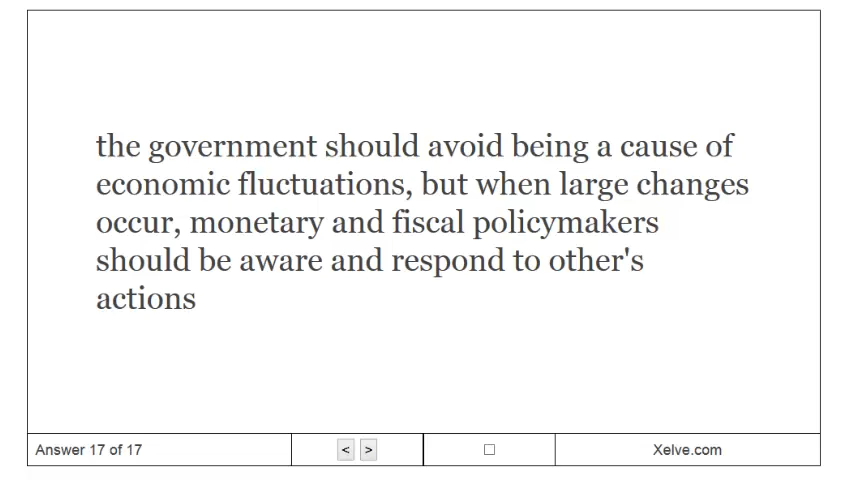 the government should avoid being a cause of
economic fluctuations, but when large changes
occur, monetary and fiscal policymakers
should be aware and respond to other's
actions
Answer 17 of 17
< >
Xelve.com